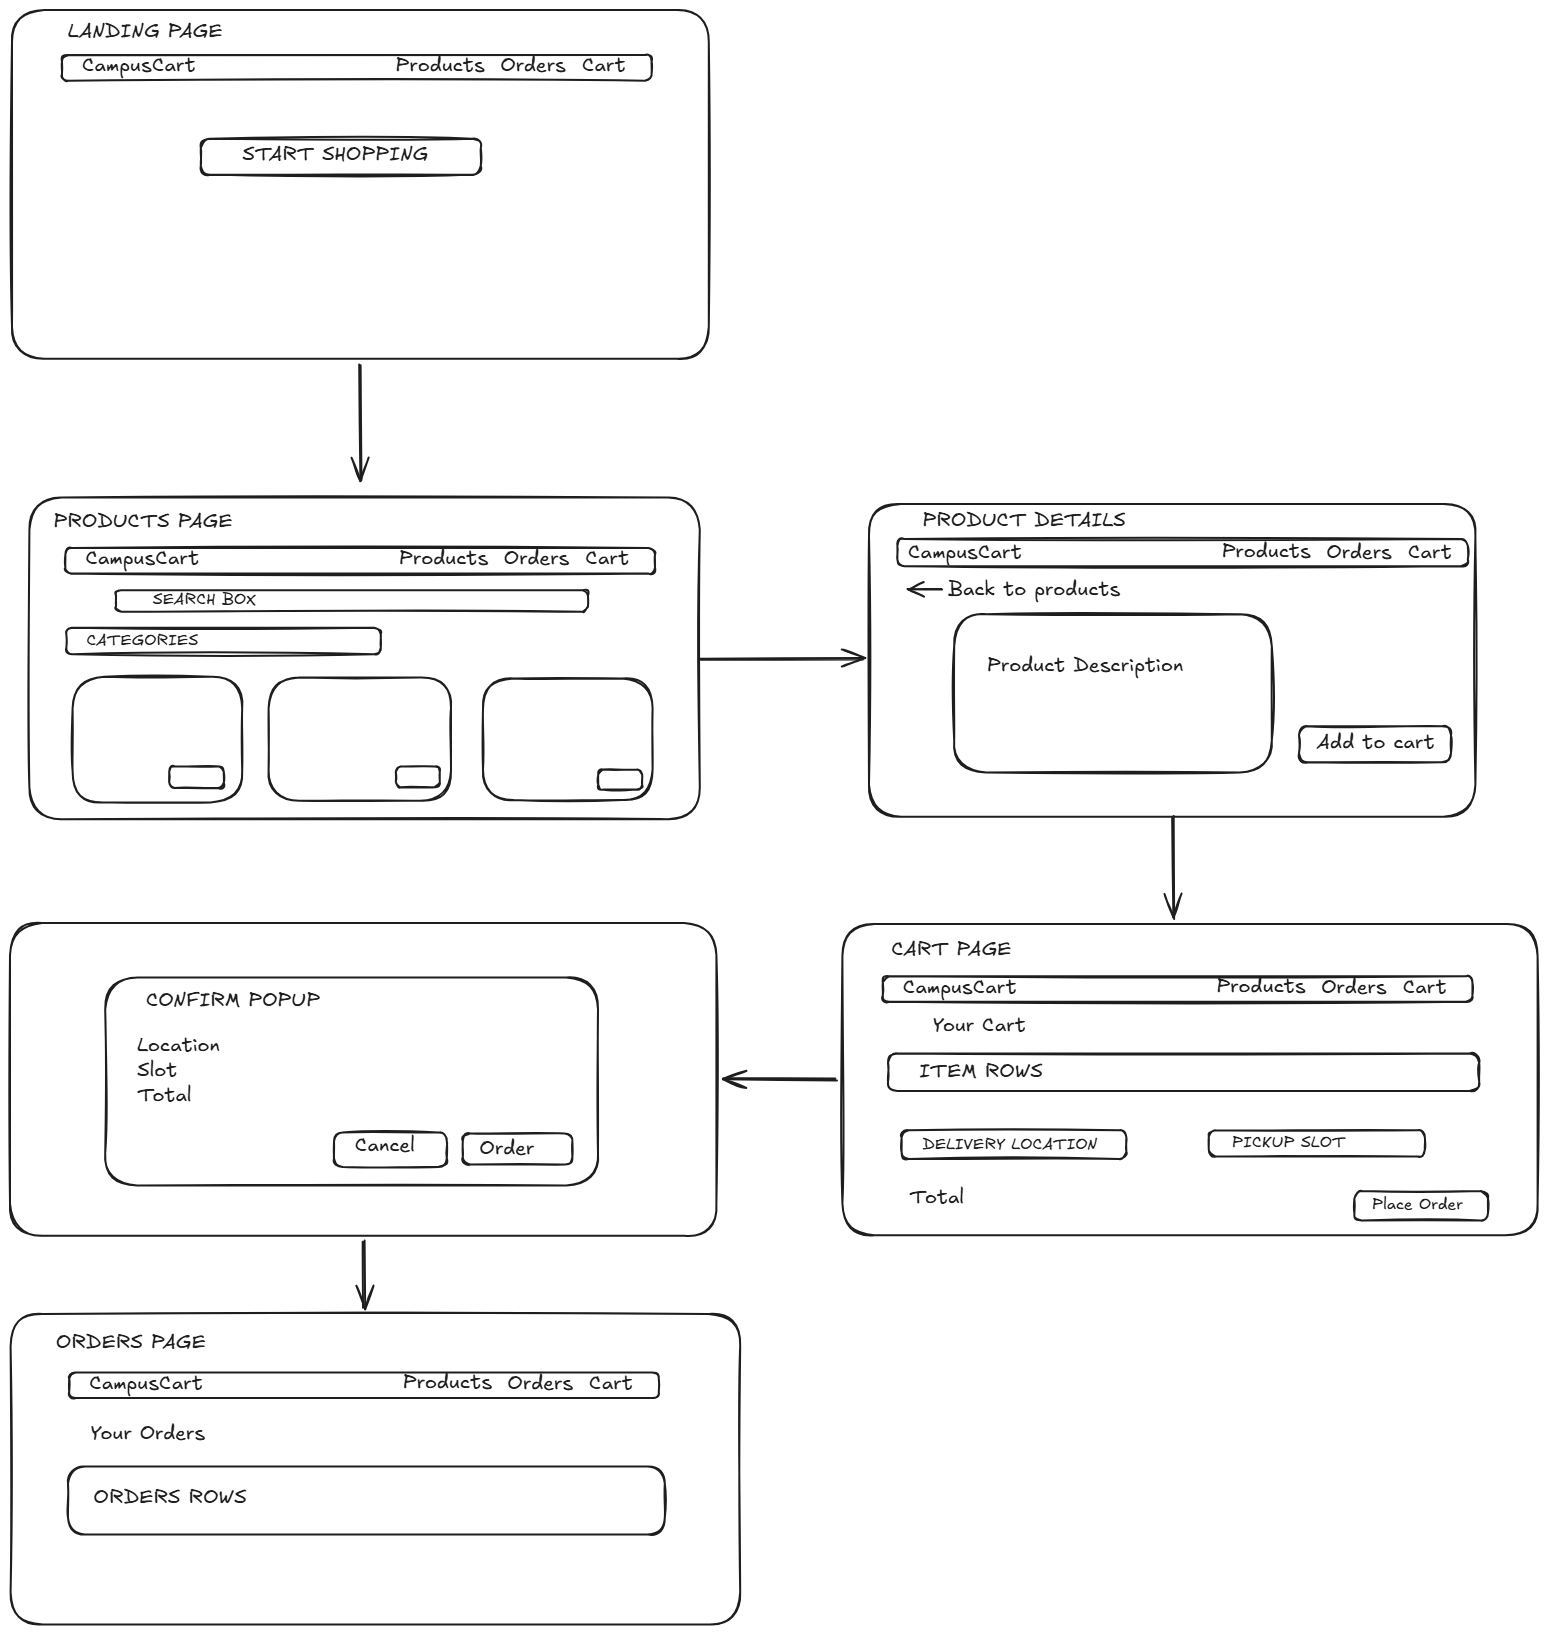 LANDING PAGE
CampusCart Products Orders Cart
START SHOPPING
PRODUCTS PAGE
CampusCart Products Orders Cart
SEARCH BOX
CATEGORIES
PRODUCT DETAILS
CampusCart Products Orders Cart
Back to products
Product Description
Add to cart
CART PAGE
CampusCart Products Orders Cart
Your Cart
ITEM ROWS
DELIVERY LOCATION PICKUP SLOT
Total Place Order
CONFIRM POPUP
Location
Slot
Total
Cancel Order
ORDERS PAGE
CampusCart Products Orders Cart
Your Orders
ORDERS ROWS